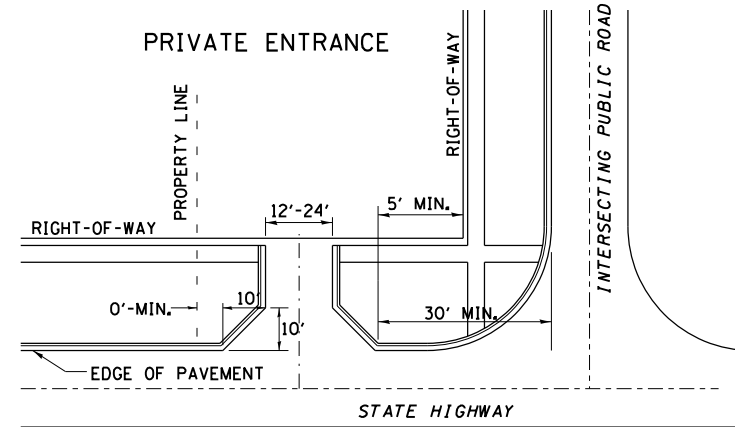 PRIVATE ENTRANCE
INTERSECTING PUBLIC ROAD
RIGHT-OF-WAY
PROPERTY LINE
12'-24'
5' MIN.
RIGHT-OF-WAY
0'-MIN.
10'
10'
30' MIN.
EDGE OF PAVEMENT
STATE HIGHWAY